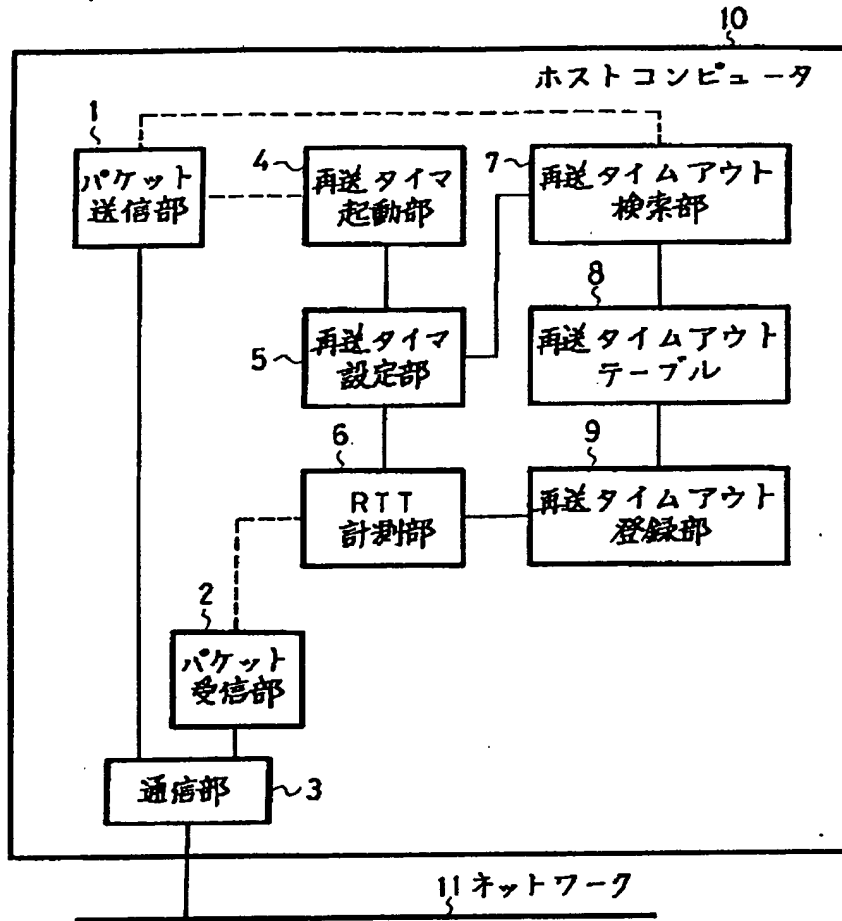 10
ホストコンピュータ
1
パケット
送信部
4
再送タイマ
起動部
7
再送タイムアウト
検索部
5
再送タイマ
設定部
8
再送タイムアウト
テーブル
6
RTT
計測部
9
再送タイムアウト
登録部
2
パケット
受信部
通信部
3
11 ネットワーク